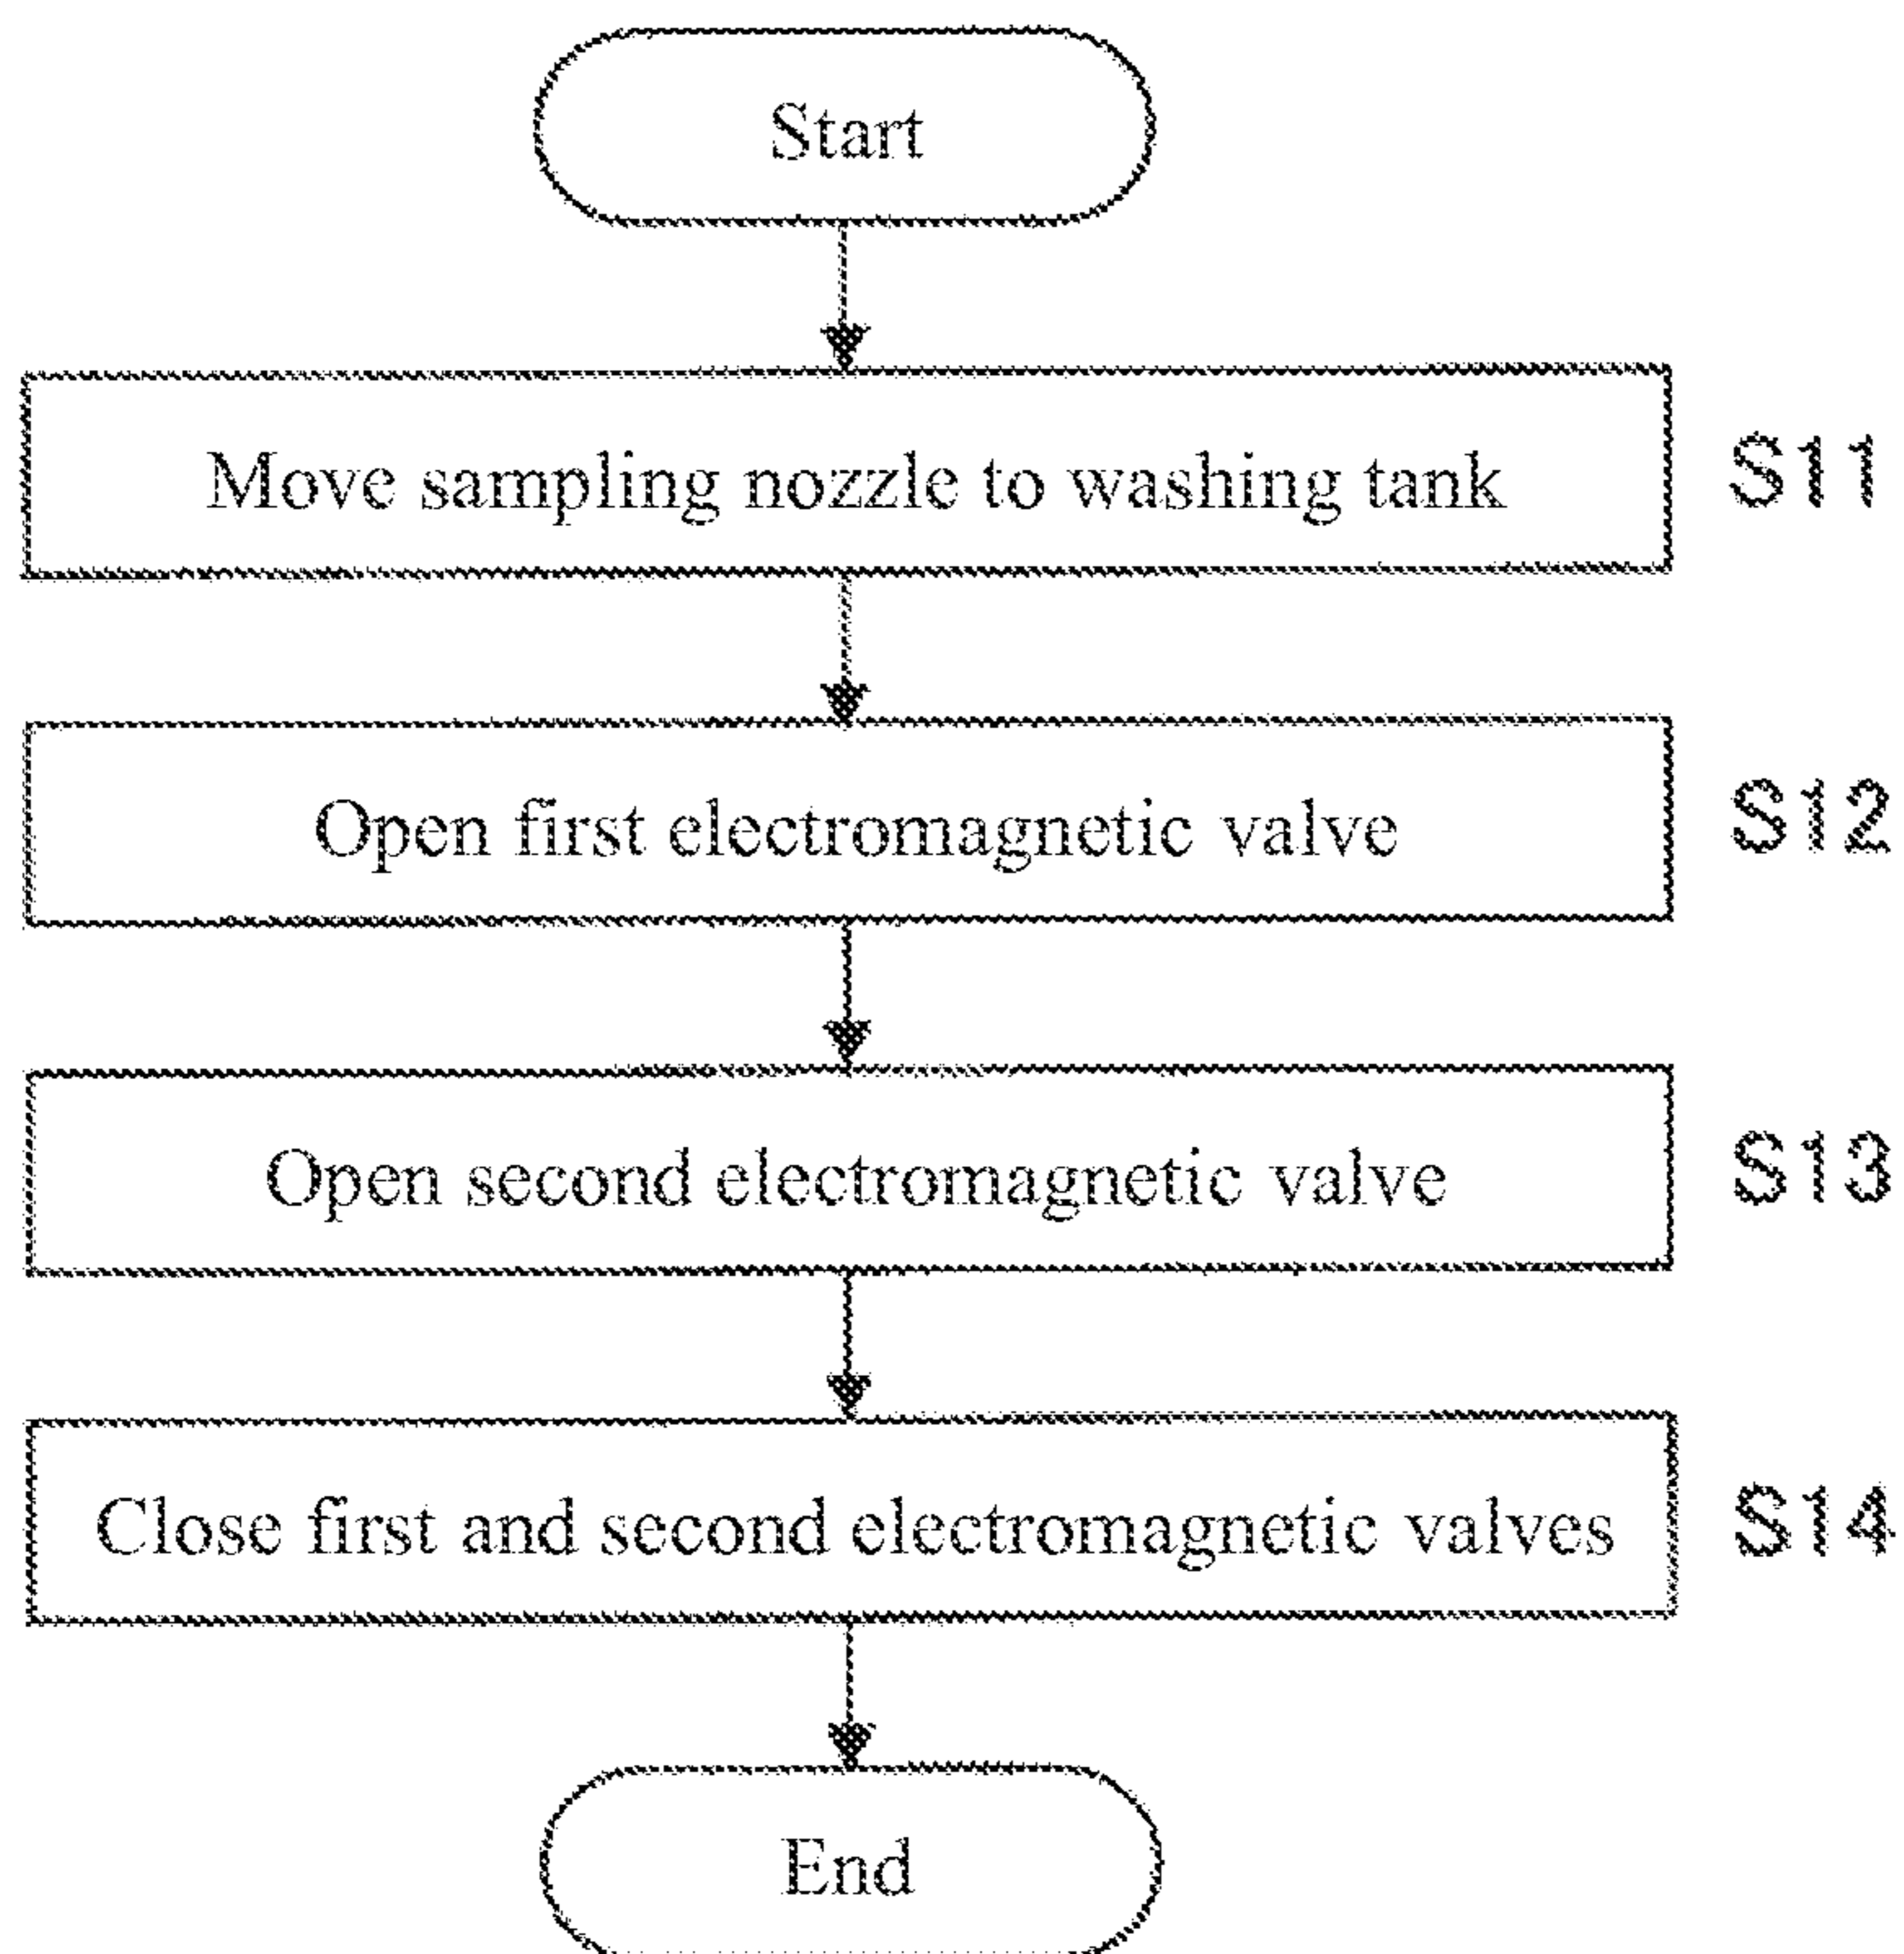 Start
Move sampling nozzle to washing tank
S11
Open first electromagnetic valve
S12
Open second electromagnetic valve
S13
Close first and second electromagnetic valves
S14
End